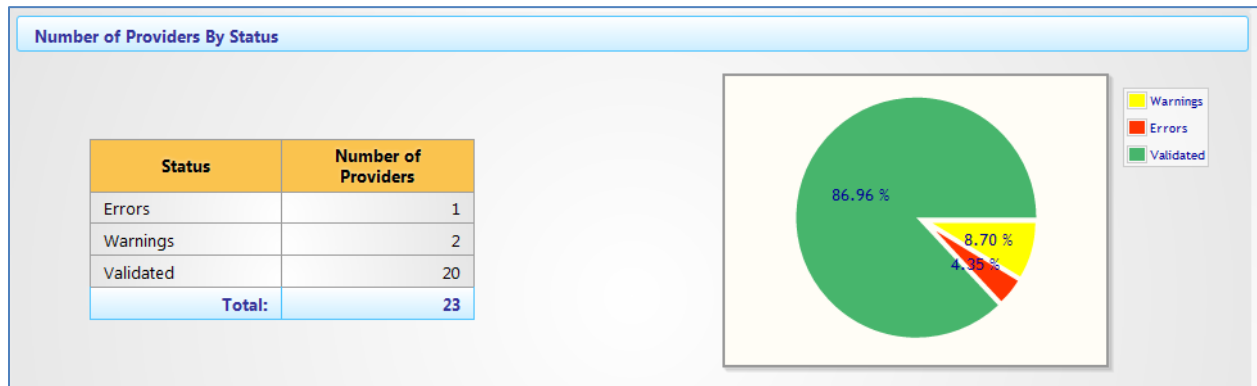 Number of Providers By Status
Status
Number of
Providers
Errors 1
Warnings 2
Validated 20
Total: 23
86.96 %
8.70 %
4.35 %
Warnings
Errors
Validated